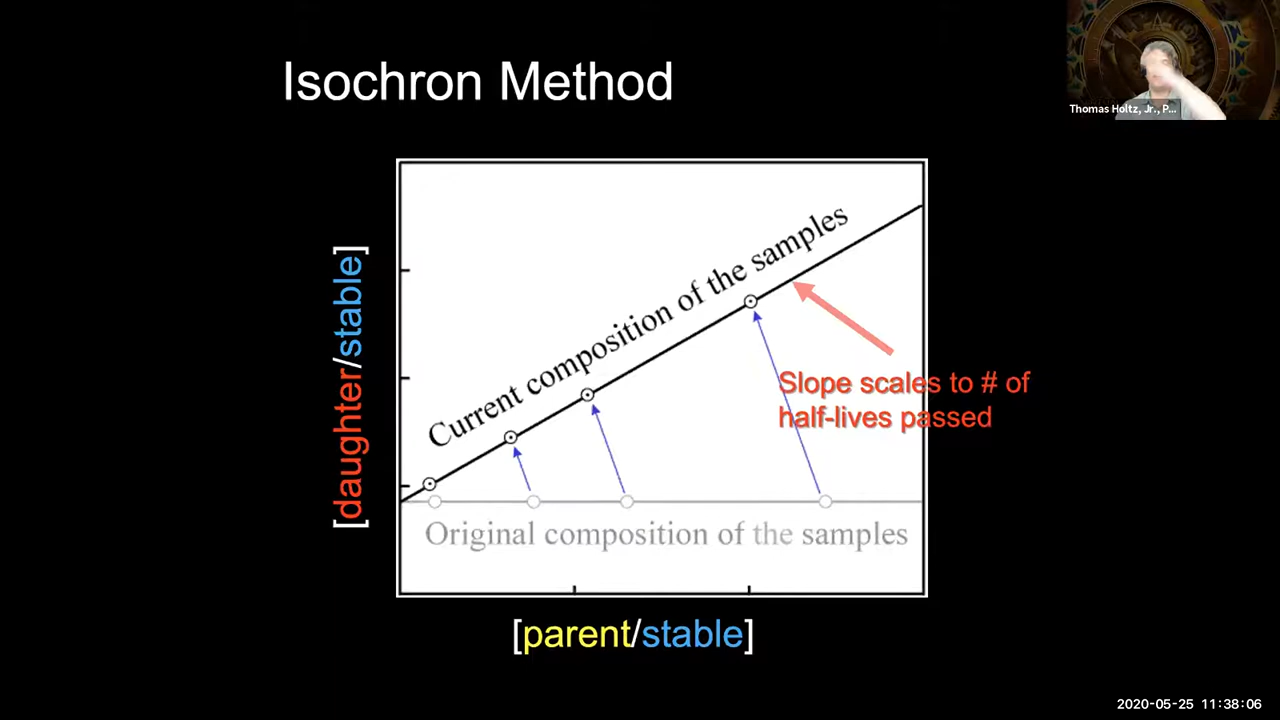 Isochron Method
Thomas Holtz, Jr., P...
[daughter/stable]
Current composition of the samples
Slope scales to # of
half-lives passed
Original composition of the samples
[parent/stable]
2020-05-25 11:38:06